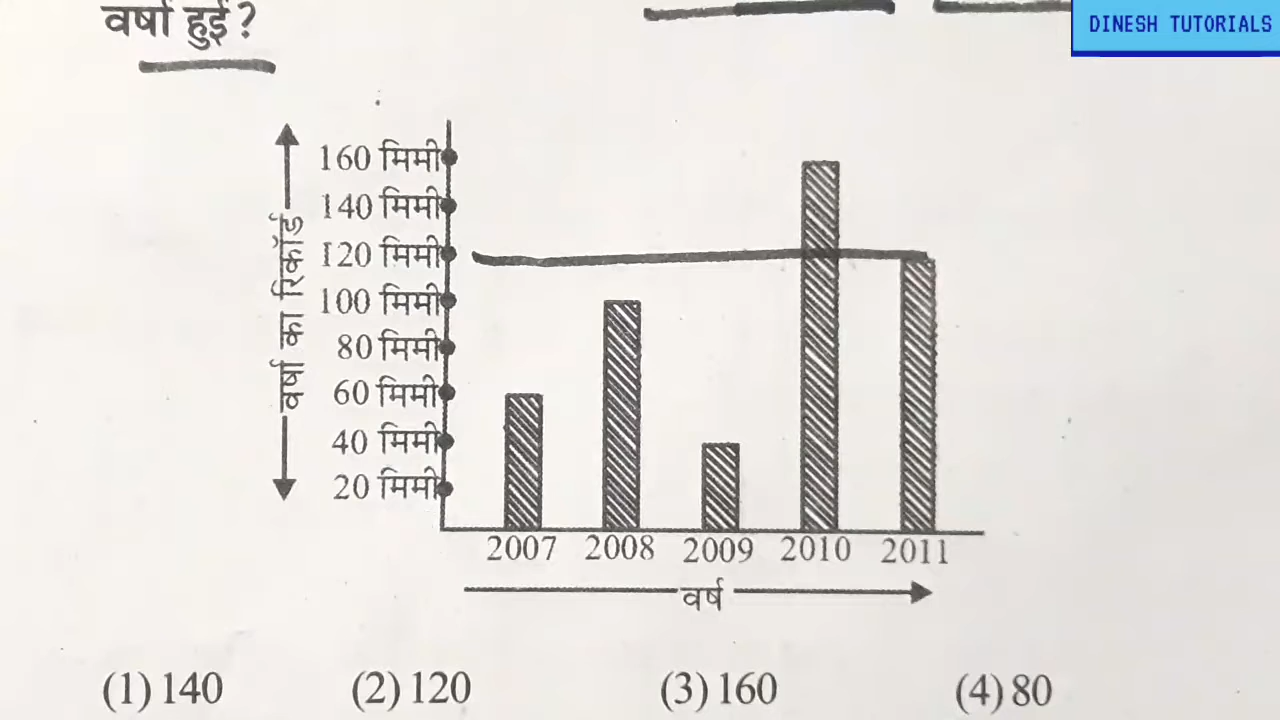 DINESH TUTORIALS
वर्षा हुई?
160 मिमी
140 मिमी
120 मिमी
100 मिमी
80 मिमी
60 मिमी
40 मिमी
20 मिमी
वर्षा का रिकॉर्ड
2007 2008 2009 2010 2011
वर्ष
(1) 140 (2) 120 (3) 160 (4) 80